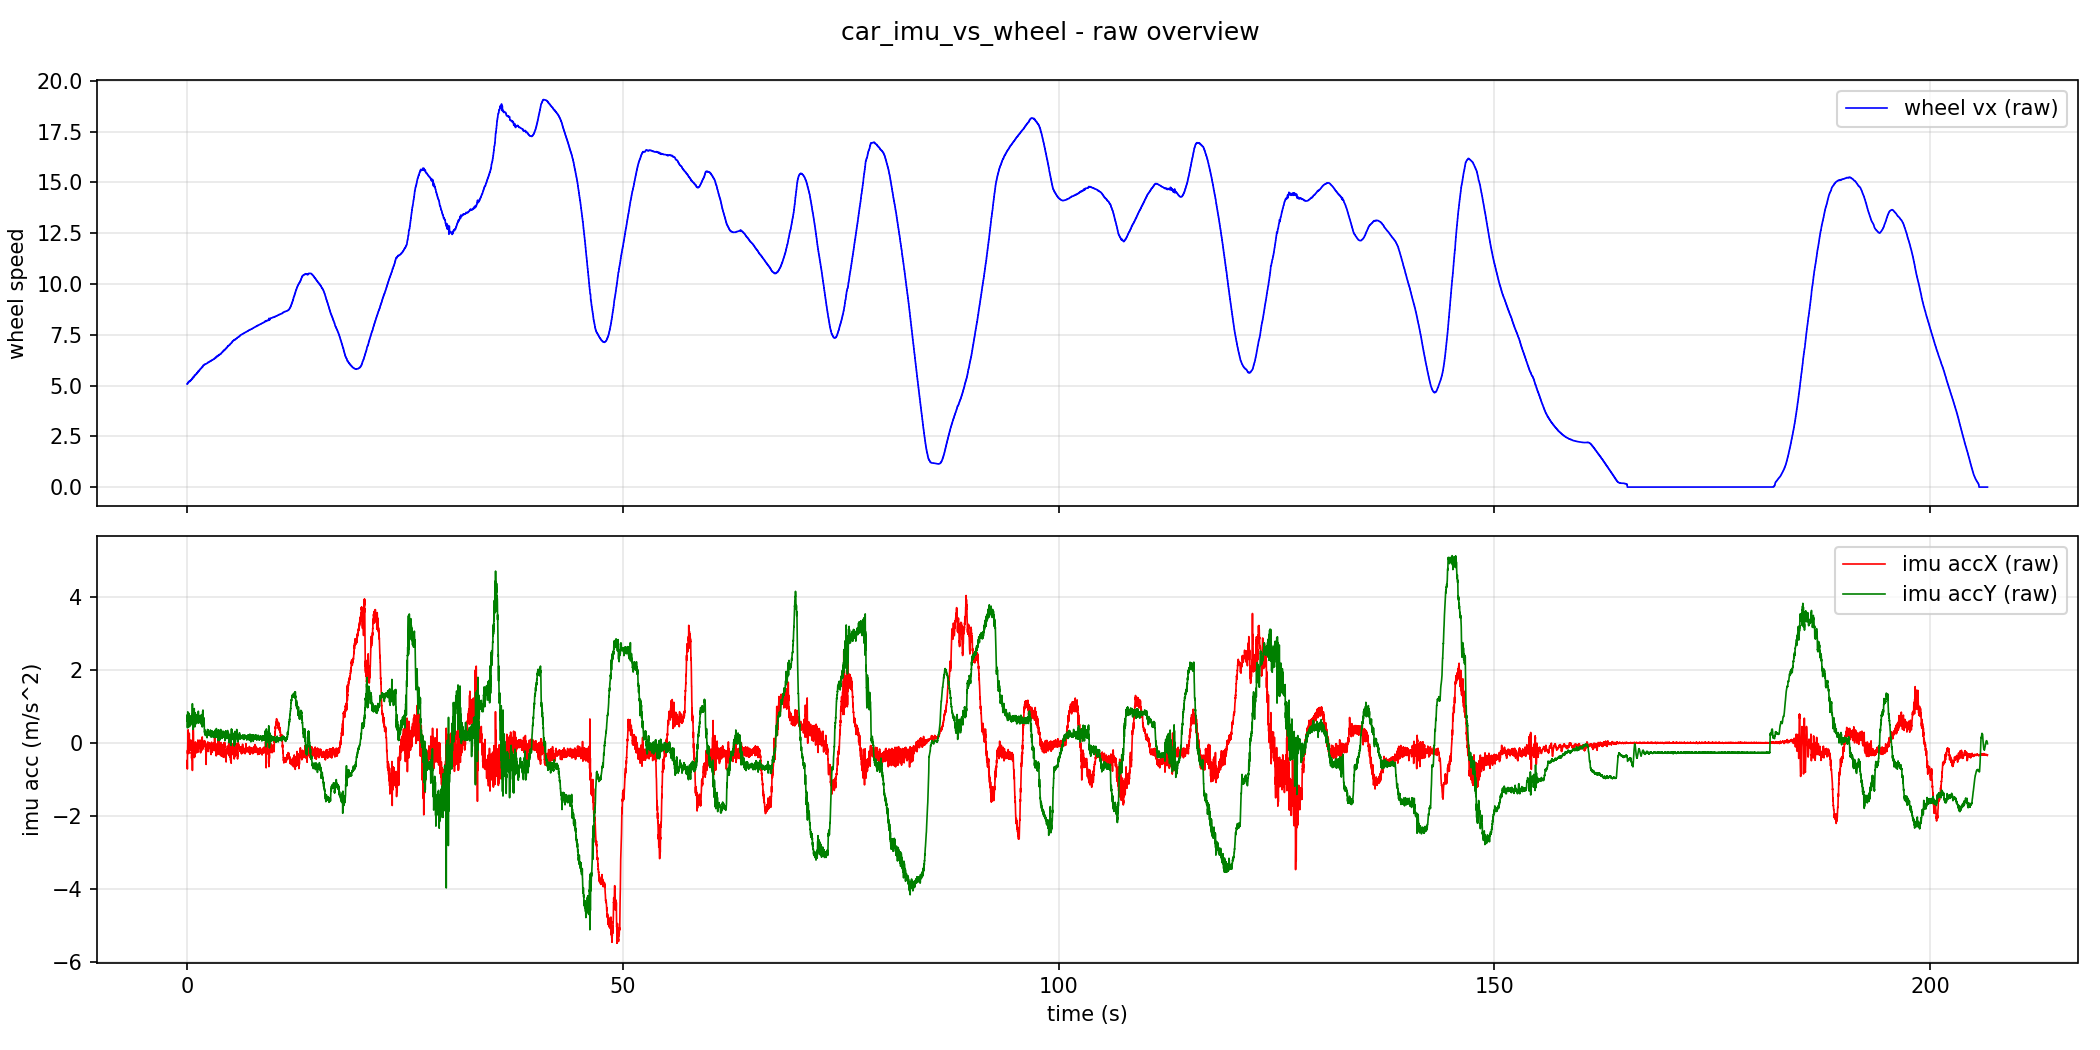 car_imu_vs_wheel - raw overview
20.0
17.5
15.0
12.5
10.0
7.5
5.0
2.5
0.0
wheel speed
wheel vx (raw)
4
2
0
−2
−4
−6
imu acc (m/s^2)
imu accX (raw)
imu accY (raw)
0 50 100 150 200
time (s)